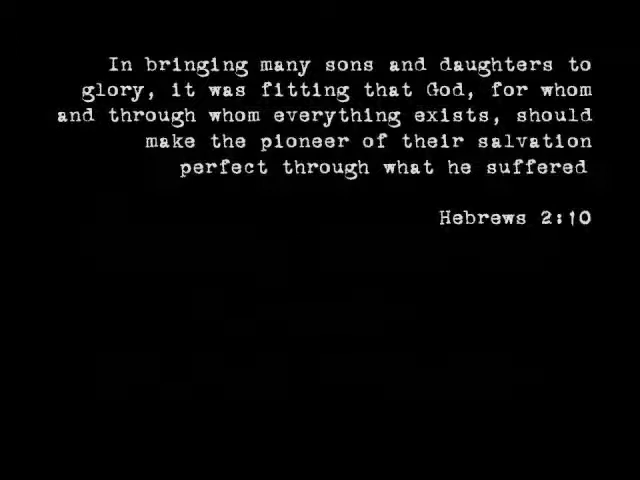 In bringing many sons and daughters to
glory, it was fitting that God, for whom
and through whom everything exists, should
make the pioneer of their salvation
perfect through what he suffered
Hebrews 2:10